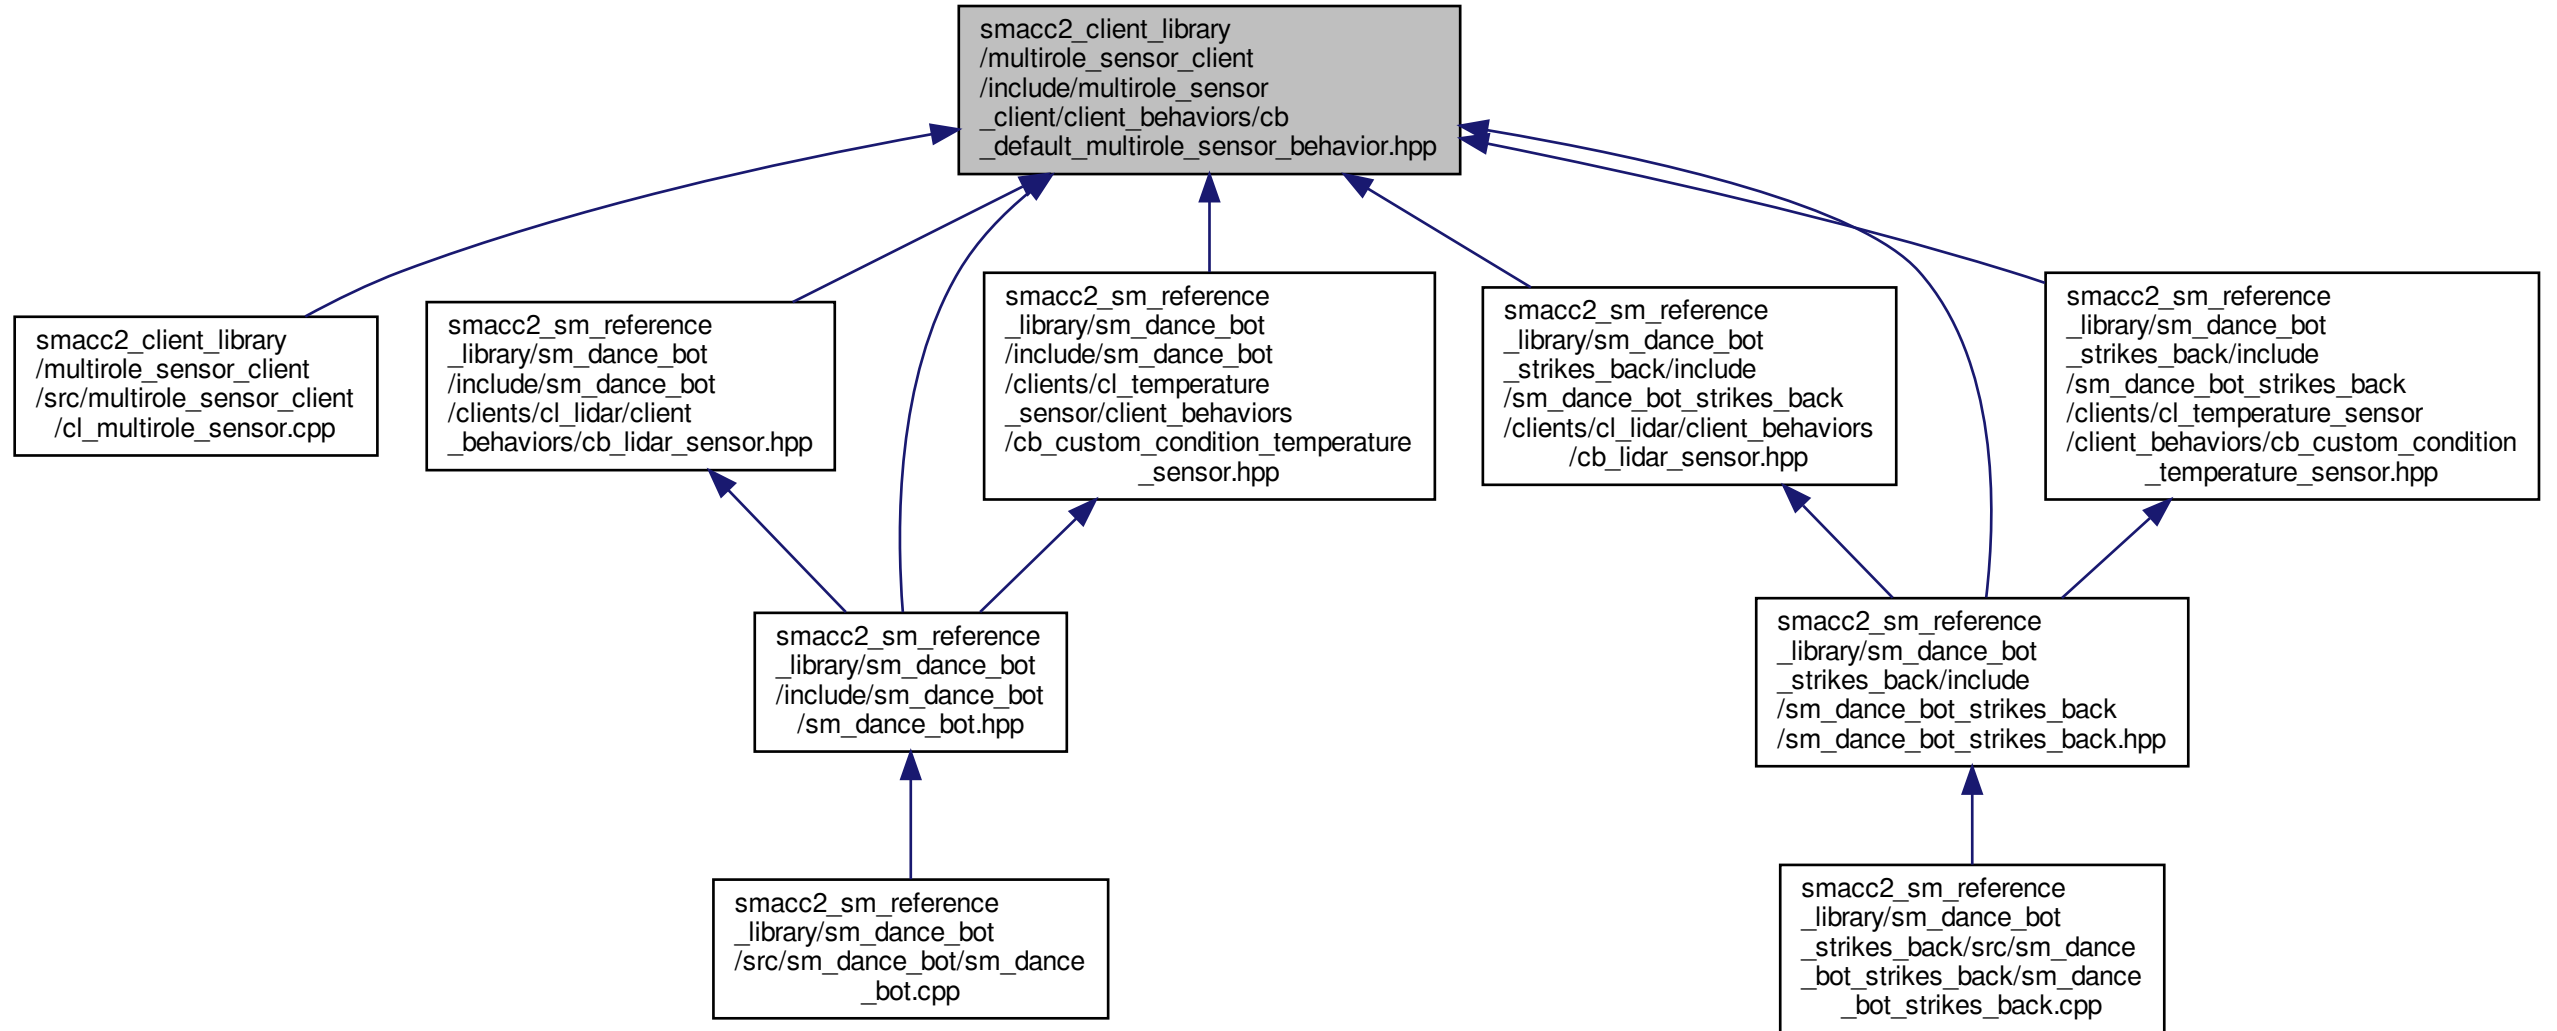 smacc2_client_library
/multirole_sensor_client
/include/multirole_sensor
_client/client_behaviors/cb
_default_multirole_sensor_behavior.hpp
smacc2_client_library
/multirole_sensor_client
/src/multirole_sensor_client
/cl_multirole_sensor.cpp
smacc2_sm_reference
_library/sm_dance_bot
/include/sm_dance_bot
/clients/cl_lidar/client
_behaviors/cb_lidar_sensor.hpp
smacc2_sm_reference
_library/sm_dance_bot
/include/sm_dance_bot
/clients/cl_temperature
_sensor/client_behaviors
/cb_custom_condition_temperature
_sensor.hpp
smacc2_sm_reference
_library/sm_dance_bot
_strikes_back/include
/sm_dance_bot_strikes_back
/clients/cl_lidar/client_behaviors
/cb_lidar_sensor.hpp
smacc2_sm_reference
_library/sm_dance_bot
_strikes_back/include
/sm_dance_bot_strikes_back
/clients/cl_temperature_sensor
/client_behaviors/cb_custom_condition
_temperature_sensor.hpp
smacc2_sm_reference
_library/sm_dance_bot
/include/sm_dance_bot
/sm_dance_bot.hpp
smacc2_sm_reference
_library/sm_dance_bot
_strikes_back/include
/sm_dance_bot_strikes_back
/sm_dance_bot_strikes_back.hpp
smacc2_sm_reference
_library/sm_dance_bot
/src/sm_dance_bot/sm_dance
_bot.cpp
smacc2_sm_reference
_library/sm_dance_bot
_strikes_back/src/sm_dance
_bot_strikes_back/sm_dance
_bot_strikes_back.cpp